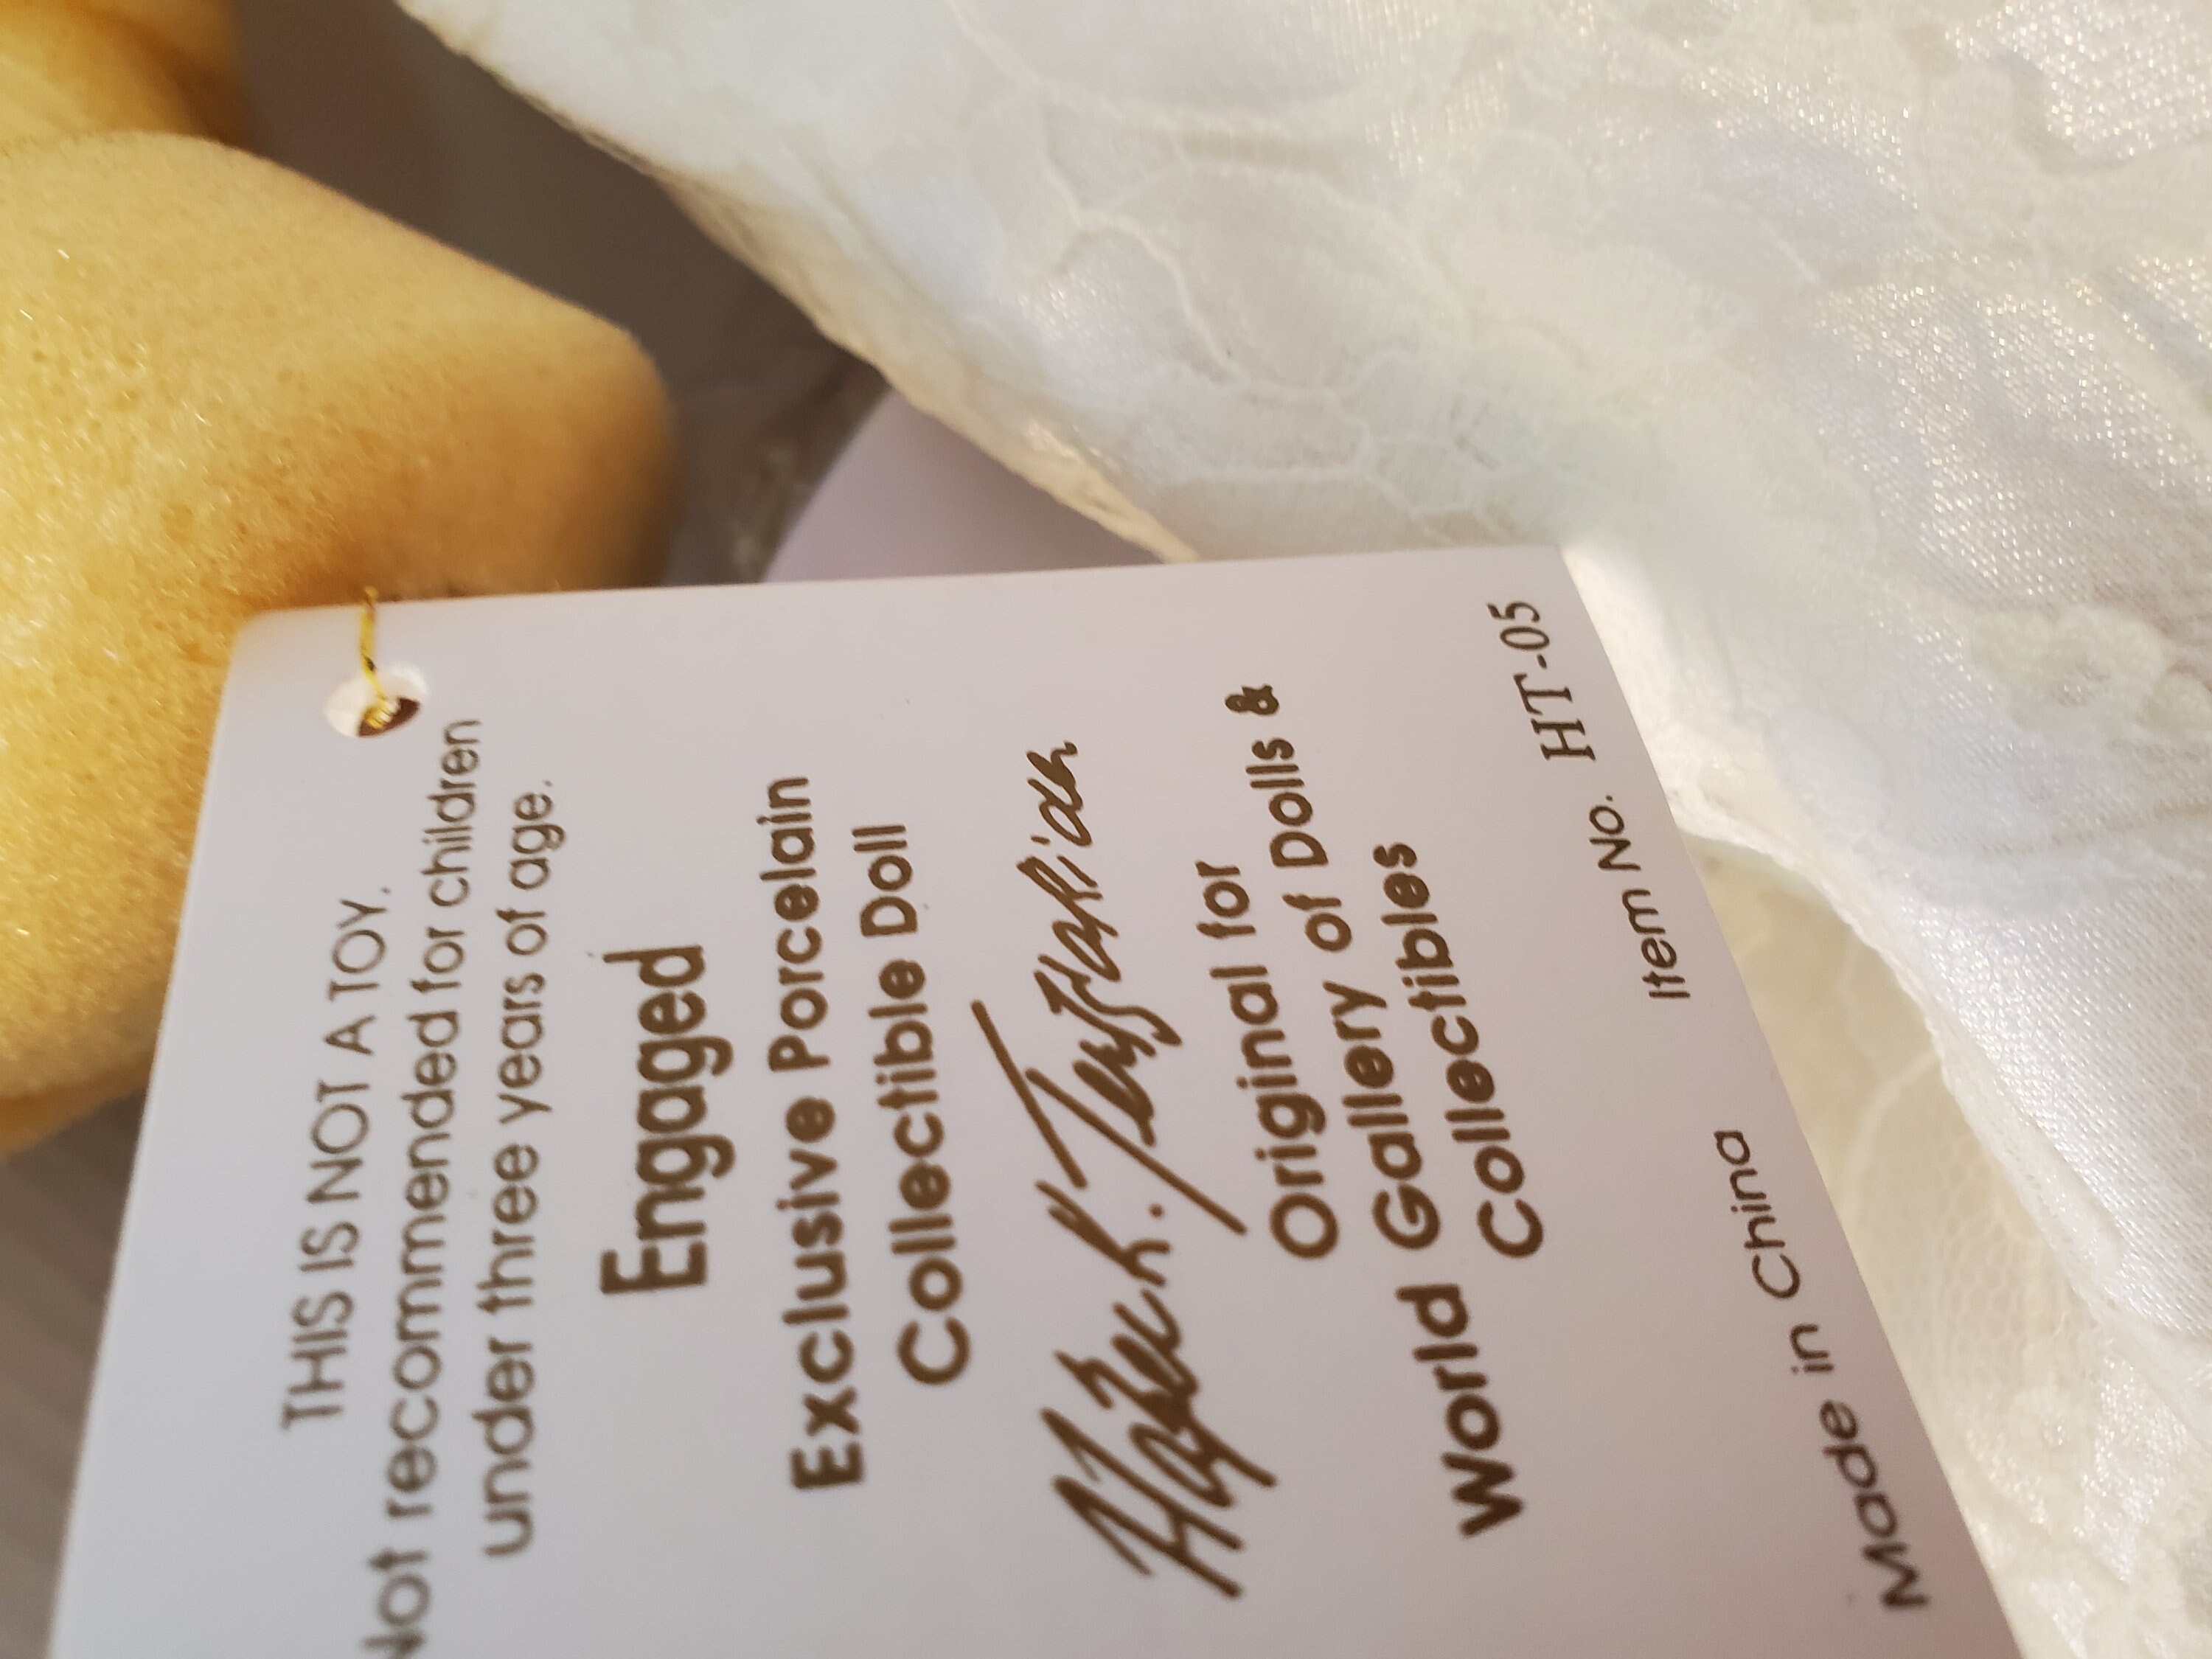 THIS IS NOT A TOY.
Not recommended for children
under three years of age.
Engaged
Exclusive Porcelain
Collectible Doll
Original for
World Gallery of Dolls &
Collectibles
Made in China Item No. HT-05